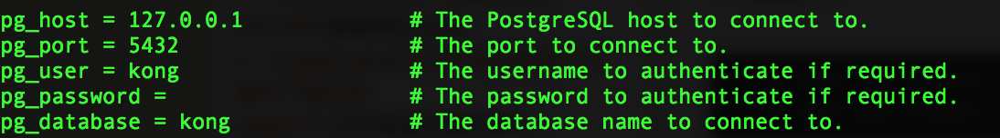 pg_host = 127.0.0.1             # The PostgreSQL host to connect to.
pg_port = 5432                  # The port to connect to.
pg_user = kong                  # The username to authenticate if required.
pg_password =                   # The password to authenticate if required.
pg_database = kong              # The database name to connect to.